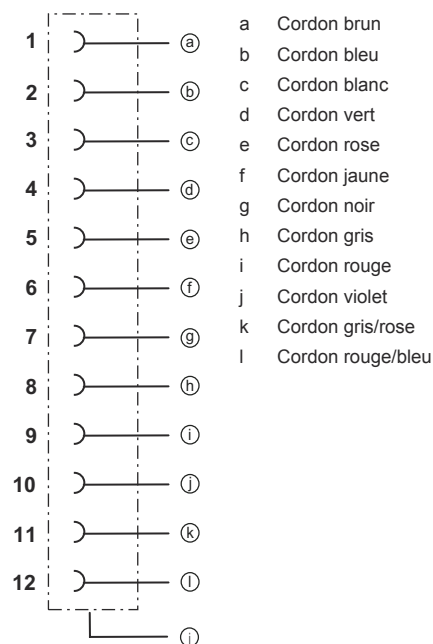 1 ⓐ
2 ⓑ
3 ⓒ
4 ⓓ
5 ⓔ
6 ⓕ
7 ⓖ
8 ⓗ
9 ⓘ
10 ⓙ
11 ⓚ
12 ⓛ
ⓘ
a Cordon brun
b Cordon bleu
c Cordon blanc
d Cordon vert
e Cordon rose
f Cordon jaune
g Cordon noir
h Cordon gris
i Cordon rouge
j Cordon violet
k Cordon gris/rose
l Cordon rouge/bleu